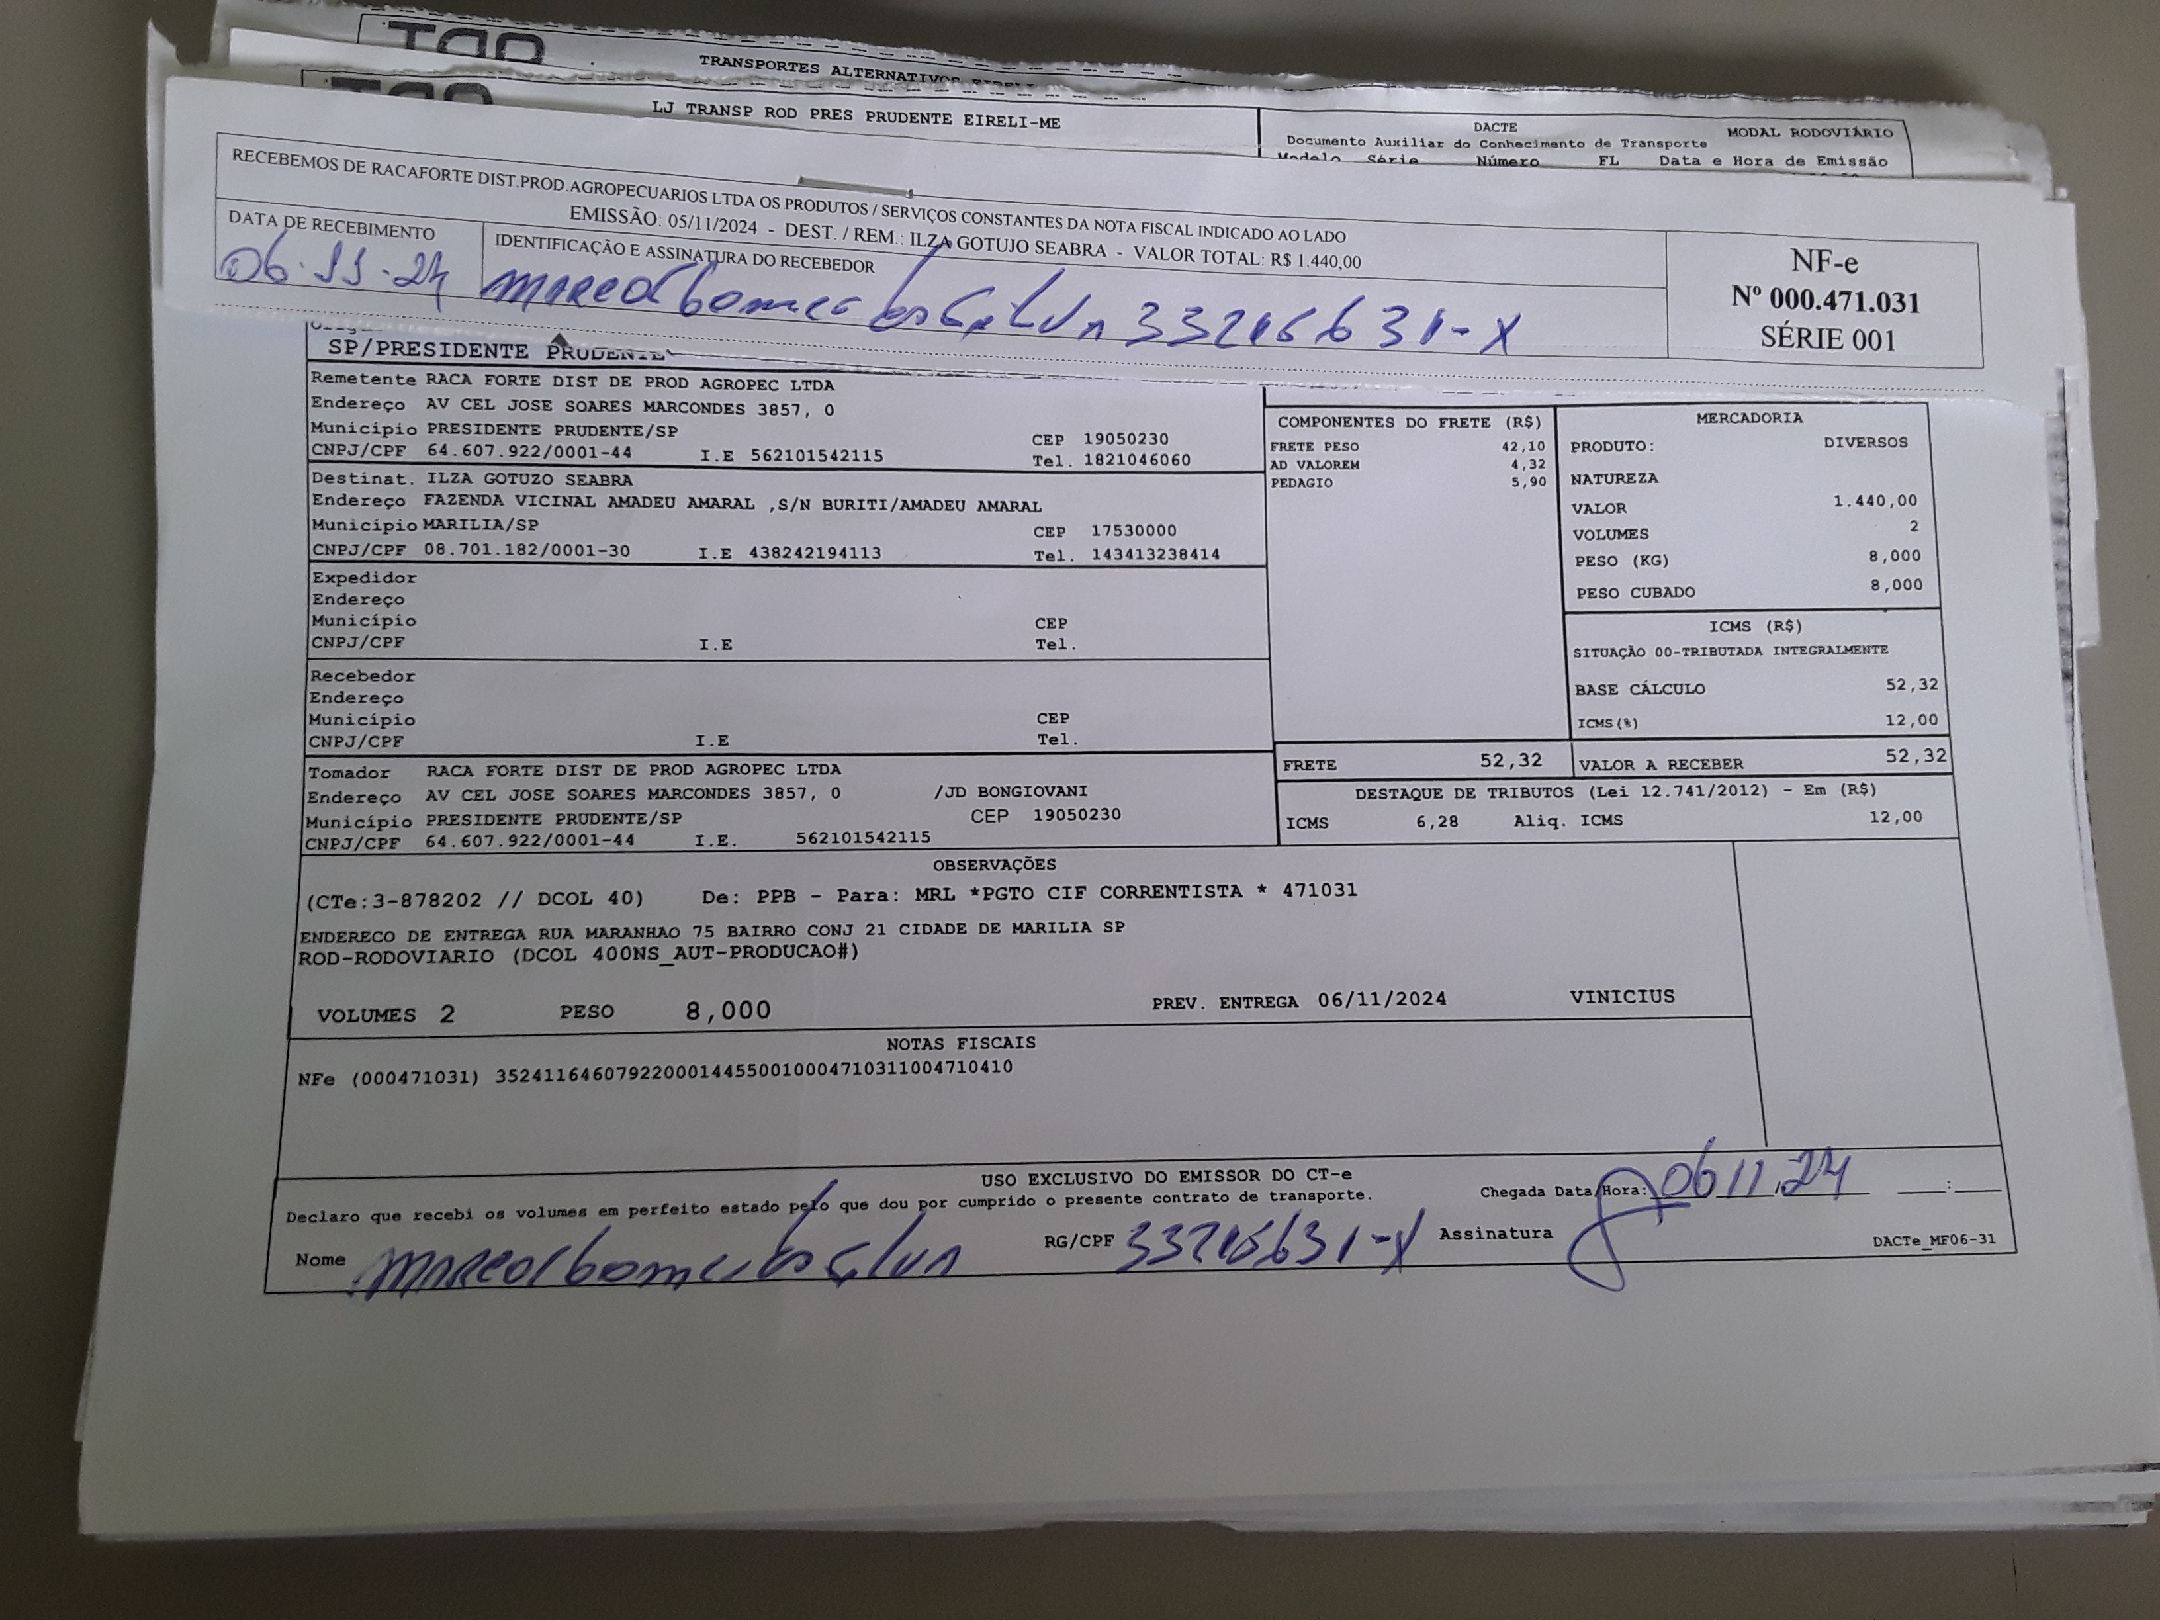 TRANSPORTES ALTERNATIVOS EIRELI
LJ TRANSP ROD PRES PRUDENTE EIRELI-ME
DACTE MODAL RODOVIÁRIO
Documento Auxiliar do Conhecimento de Transporte
Modelo Série Número FL Data e Hora de Emissão
RECEBEMOS DE RACAFORTE DIST.PROD.AGROPECUARIOS LTDA OS PRODUTOS / SERVIÇOS CONSTANTES DA NOTA FISCAL INDICADO AO LADO
EMISSÃO: 05/11/2024 - DEST. / REM.: ILZA GOTUJO SEABRA - VALOR TOTAL: R$ 1.440,00
DATA DE RECEBIMENTO
06.11.24
IDENTIFICAÇÃO E ASSINATURA DO RECEBEDOR
33215631-X
NF-e
Nº 000.471.031
SÉRIE 001
SP/PRESIDENTE PRUDENTE
Remetente RACA FORTE DIST DE PROD AGROPEC LTDA
Endereço AV CEL JOSE SOARES MARCONDES 3857, 0
Município PRESIDENTE PRUDENTE/SP CEP 19050230
CNPJ/CPF 64.607.922/0001-44 I.E 562101542115 Tel. 1821046060
Destinat. ILZA GOTUZO SEABRA
Endereço FAZENDA VICINAL AMADEU AMARAL ,S/N BURITI/AMADEU AMARAL
Município MARILIA/SP CEP 17530000
CNPJ/CPF 08.701.182/0001-30 I.E 438242194113 Tel. 143413238414
Expedidor
Endereço
Município CEP
CNPJ/CPF I.E Tel.
Recebedor
Endereço
Município CEP
CNPJ/CPF I.E Tel.
Tomador RACA FORTE DIST DE PROD AGROPEC LTDA
Endereço AV CEL JOSE SOARES MARCONDES 3857, 0 /JD BONGIOVANI
Município PRESIDENTE PRUDENTE/SP CEP 19050230
CNPJ/CPF 64.607.922/0001-44 I.E. 562101542115
COMPONENTES DO FRETE (R$)
FRETE PESO 42,10
AD VALOREM 4,32
PEDAGIO 5,90
MERCADORIA
PRODUTO: DIVERSOS
NATUREZA
VALOR 1.440,00
VOLUMES 2
PESO (KG) 8,000
PESO CUBADO 8,000
ICMS (R$)
SITUAÇÃO 00-TRIBUTADA INTEGRALMENTE
BASE CÁLCULO 52,32
ICMS(%) 12,00
FRETE 52,32 VALOR A RECEBER 52,32
DESTAQUE DE TRIBUTOS (Lei 12.741/2012) - Em (R$)
ICMS 6,28 Aliq. ICMS 12,00
OBSERVAÇÕES
(CTe:3-878202 // DCOL 40) De: PPB - Para: MRL *PGTO CIF CORRENTISTA * 471031
ENDERECO DE ENTREGA RUA MARANHAO 75 BAIRRO CONJ 21 CIDADE DE MARILIA SP
ROD-RODOVIARIO (DCOL 400NS_AUT-PRODUCAO#)
VOLUMES 2 PESO 8,000 PREV. ENTREGA 06/11/2024 VINICIUS
NOTAS FISCAIS
NFe (000471031) 35241164607922000144550010004710311004710410
USO EXCLUSIVO DO EMISSOR DO CT-e
Declaro que recebi os volumes em perfeito estado pelo que dou por cumprido o presente contrato de transporte.
Chegada Data/Hora: 06 11.24 :
Nome
RG/CPF 33215631-X Assinatura
DACTe_MF06-31